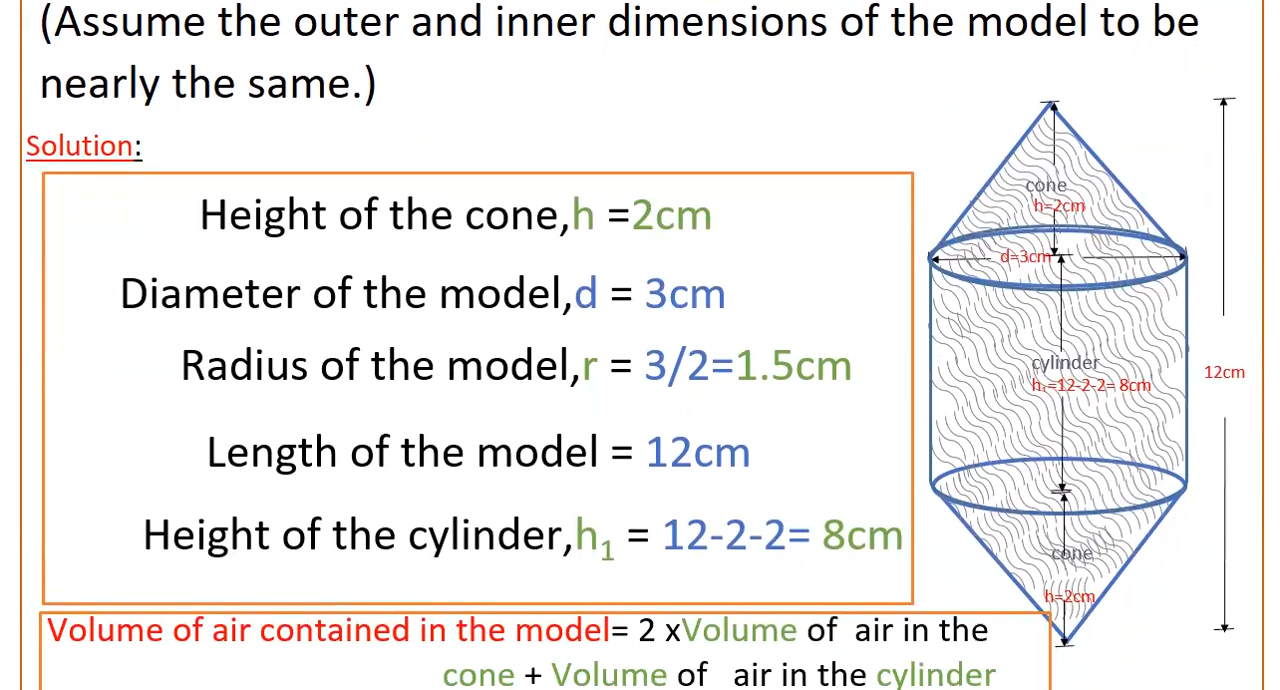 (Assume the outer and inner dimensions of the model to be
nearly the same.)
Solution:
Height of the cone,h =2cm
Diameter of the model,d = 3cm
Radius of the model,r = 3/2=1.5cm
Length of the model = 12cm
Height of the cylinder,h₁ = 12-2-2= 8cm
Volume of air contained in the model= 2 xVolume of air in the
cone + Volume of air in the cylinder
cone
h=2cm
d=3cm
cylinder
h₁=12-2-2= 8cm
12cm
cone
h=2cm